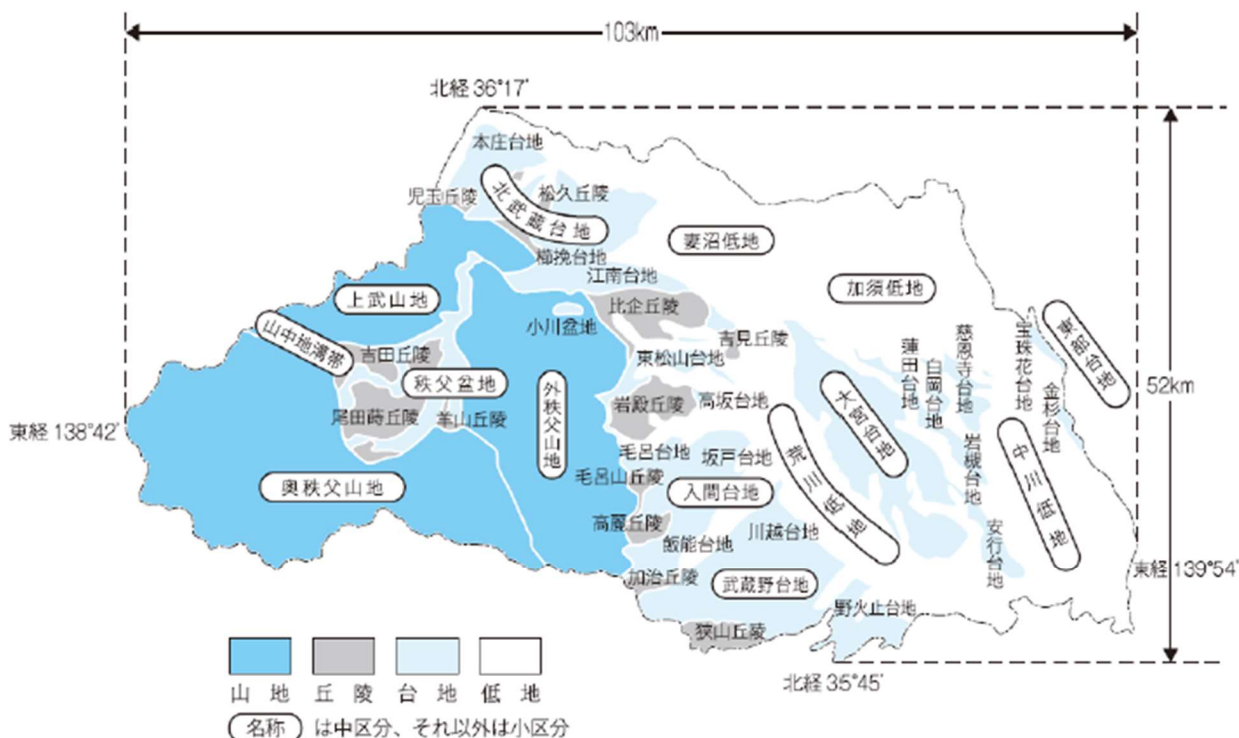 103km
北経 36°17′
本庄台地
児玉丘陵
松久丘陵
北武蔵台地
櫛挽台地
妻沼低地
江南台地
加須低地
上武山地
比企丘陵
小川盆地
山中地溝帯
吉田丘陵
吉見丘陵
東松山台地
蓮田台地
白岡台地
慈恩寺台地
宝珠花台地
東部台地
金杉台地
52km
秩父盆地
外秩父山地
岩殿丘陵
高坂台地
大宮台地
尾田蒔丘陵
羊山丘陵
東経 138°42′
毛呂台地
坂戸台地
荒川低地
岩槻台地
中川低地
毛呂山丘陵
入間台地
奥秩父山地
高麗丘陵
飯能台地
川越台地
安行台地
加治丘陵
武蔵野台地
東経 139°54′
野火止台地
狭山丘陵
北経 35°45′
山地
丘陵
台地
低地
名称 は中区分、それ以外は小区分